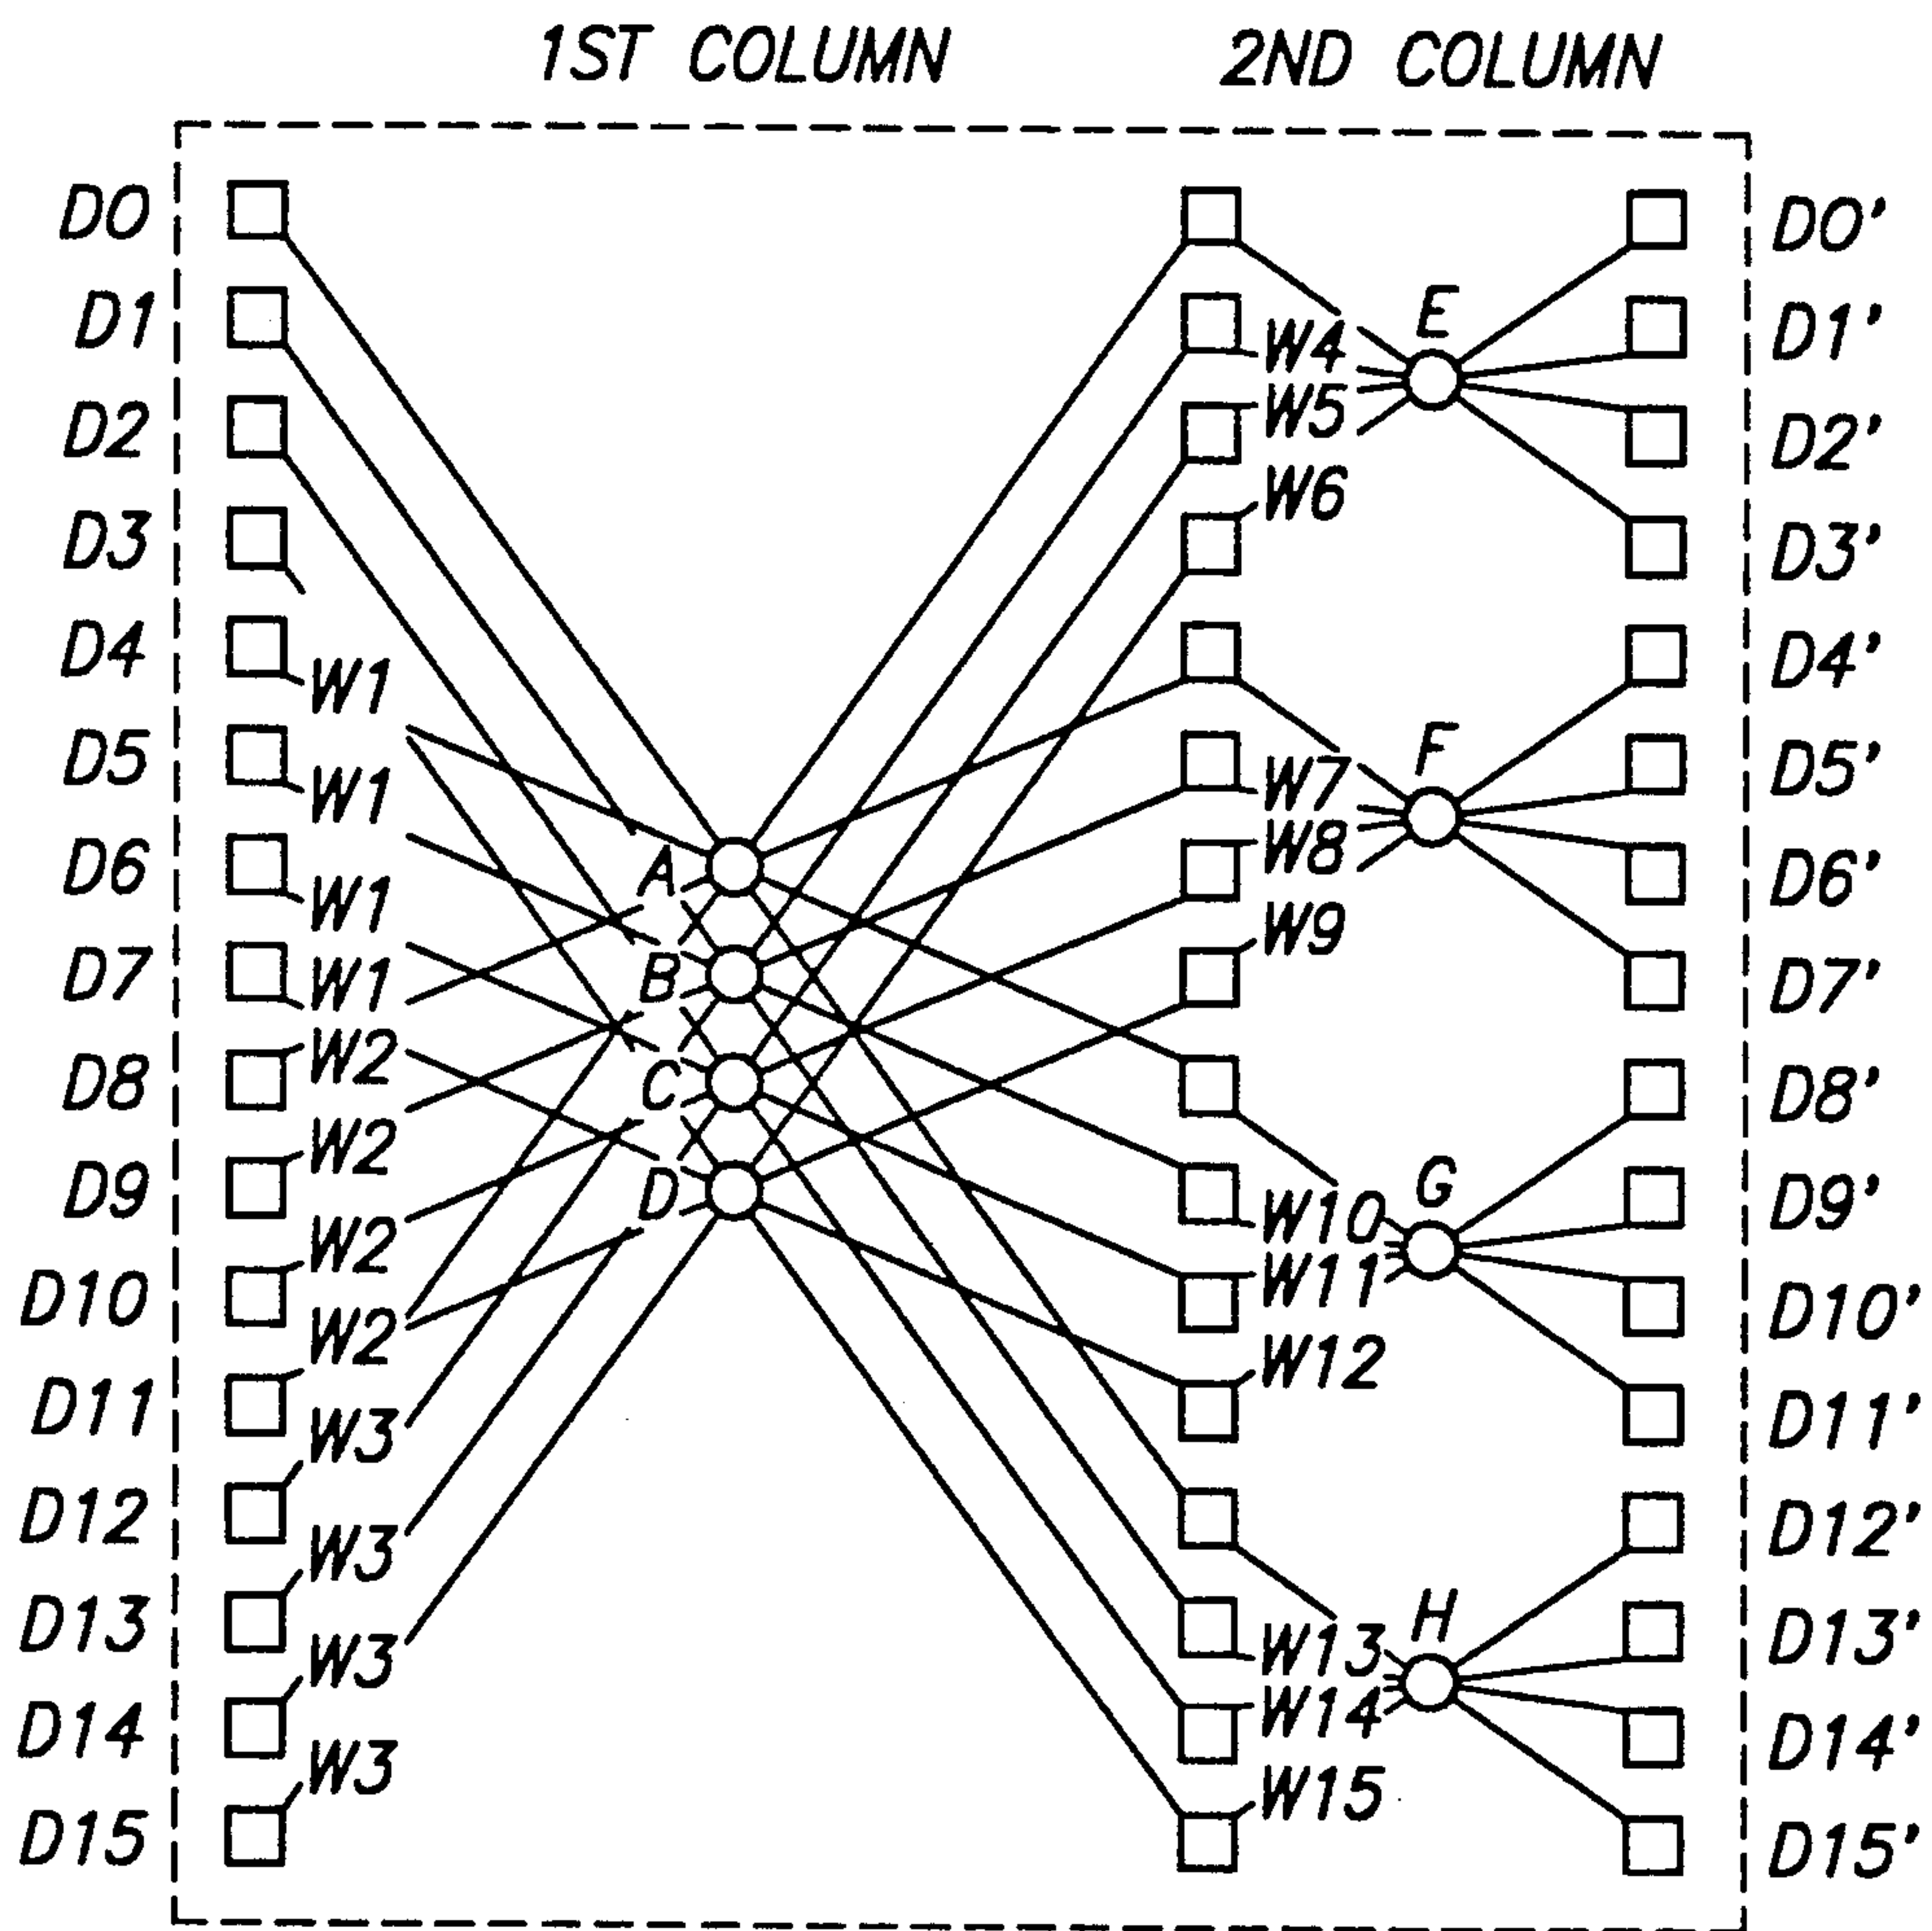 1ST COLUMN
2ND COLUMN
D0
D1
D2
D3
D4
D5
D6
D7
D8
D9
D10
D11
D12
D13
D14
D15
W1
W1
W1
W1
W2
W2
W2
W2
W3
W3
W3
W3
A
B
C
D
W4
W5
W6
W7
W8
W9
W10
W11
W12
W13
W14
W15
E
F
G
H
D0'
D1'
D2'
D3'
D4'
D5'
D6'
D7'
D8'
D9'
D10'
D11'
D12'
D13'
D14'
D15'